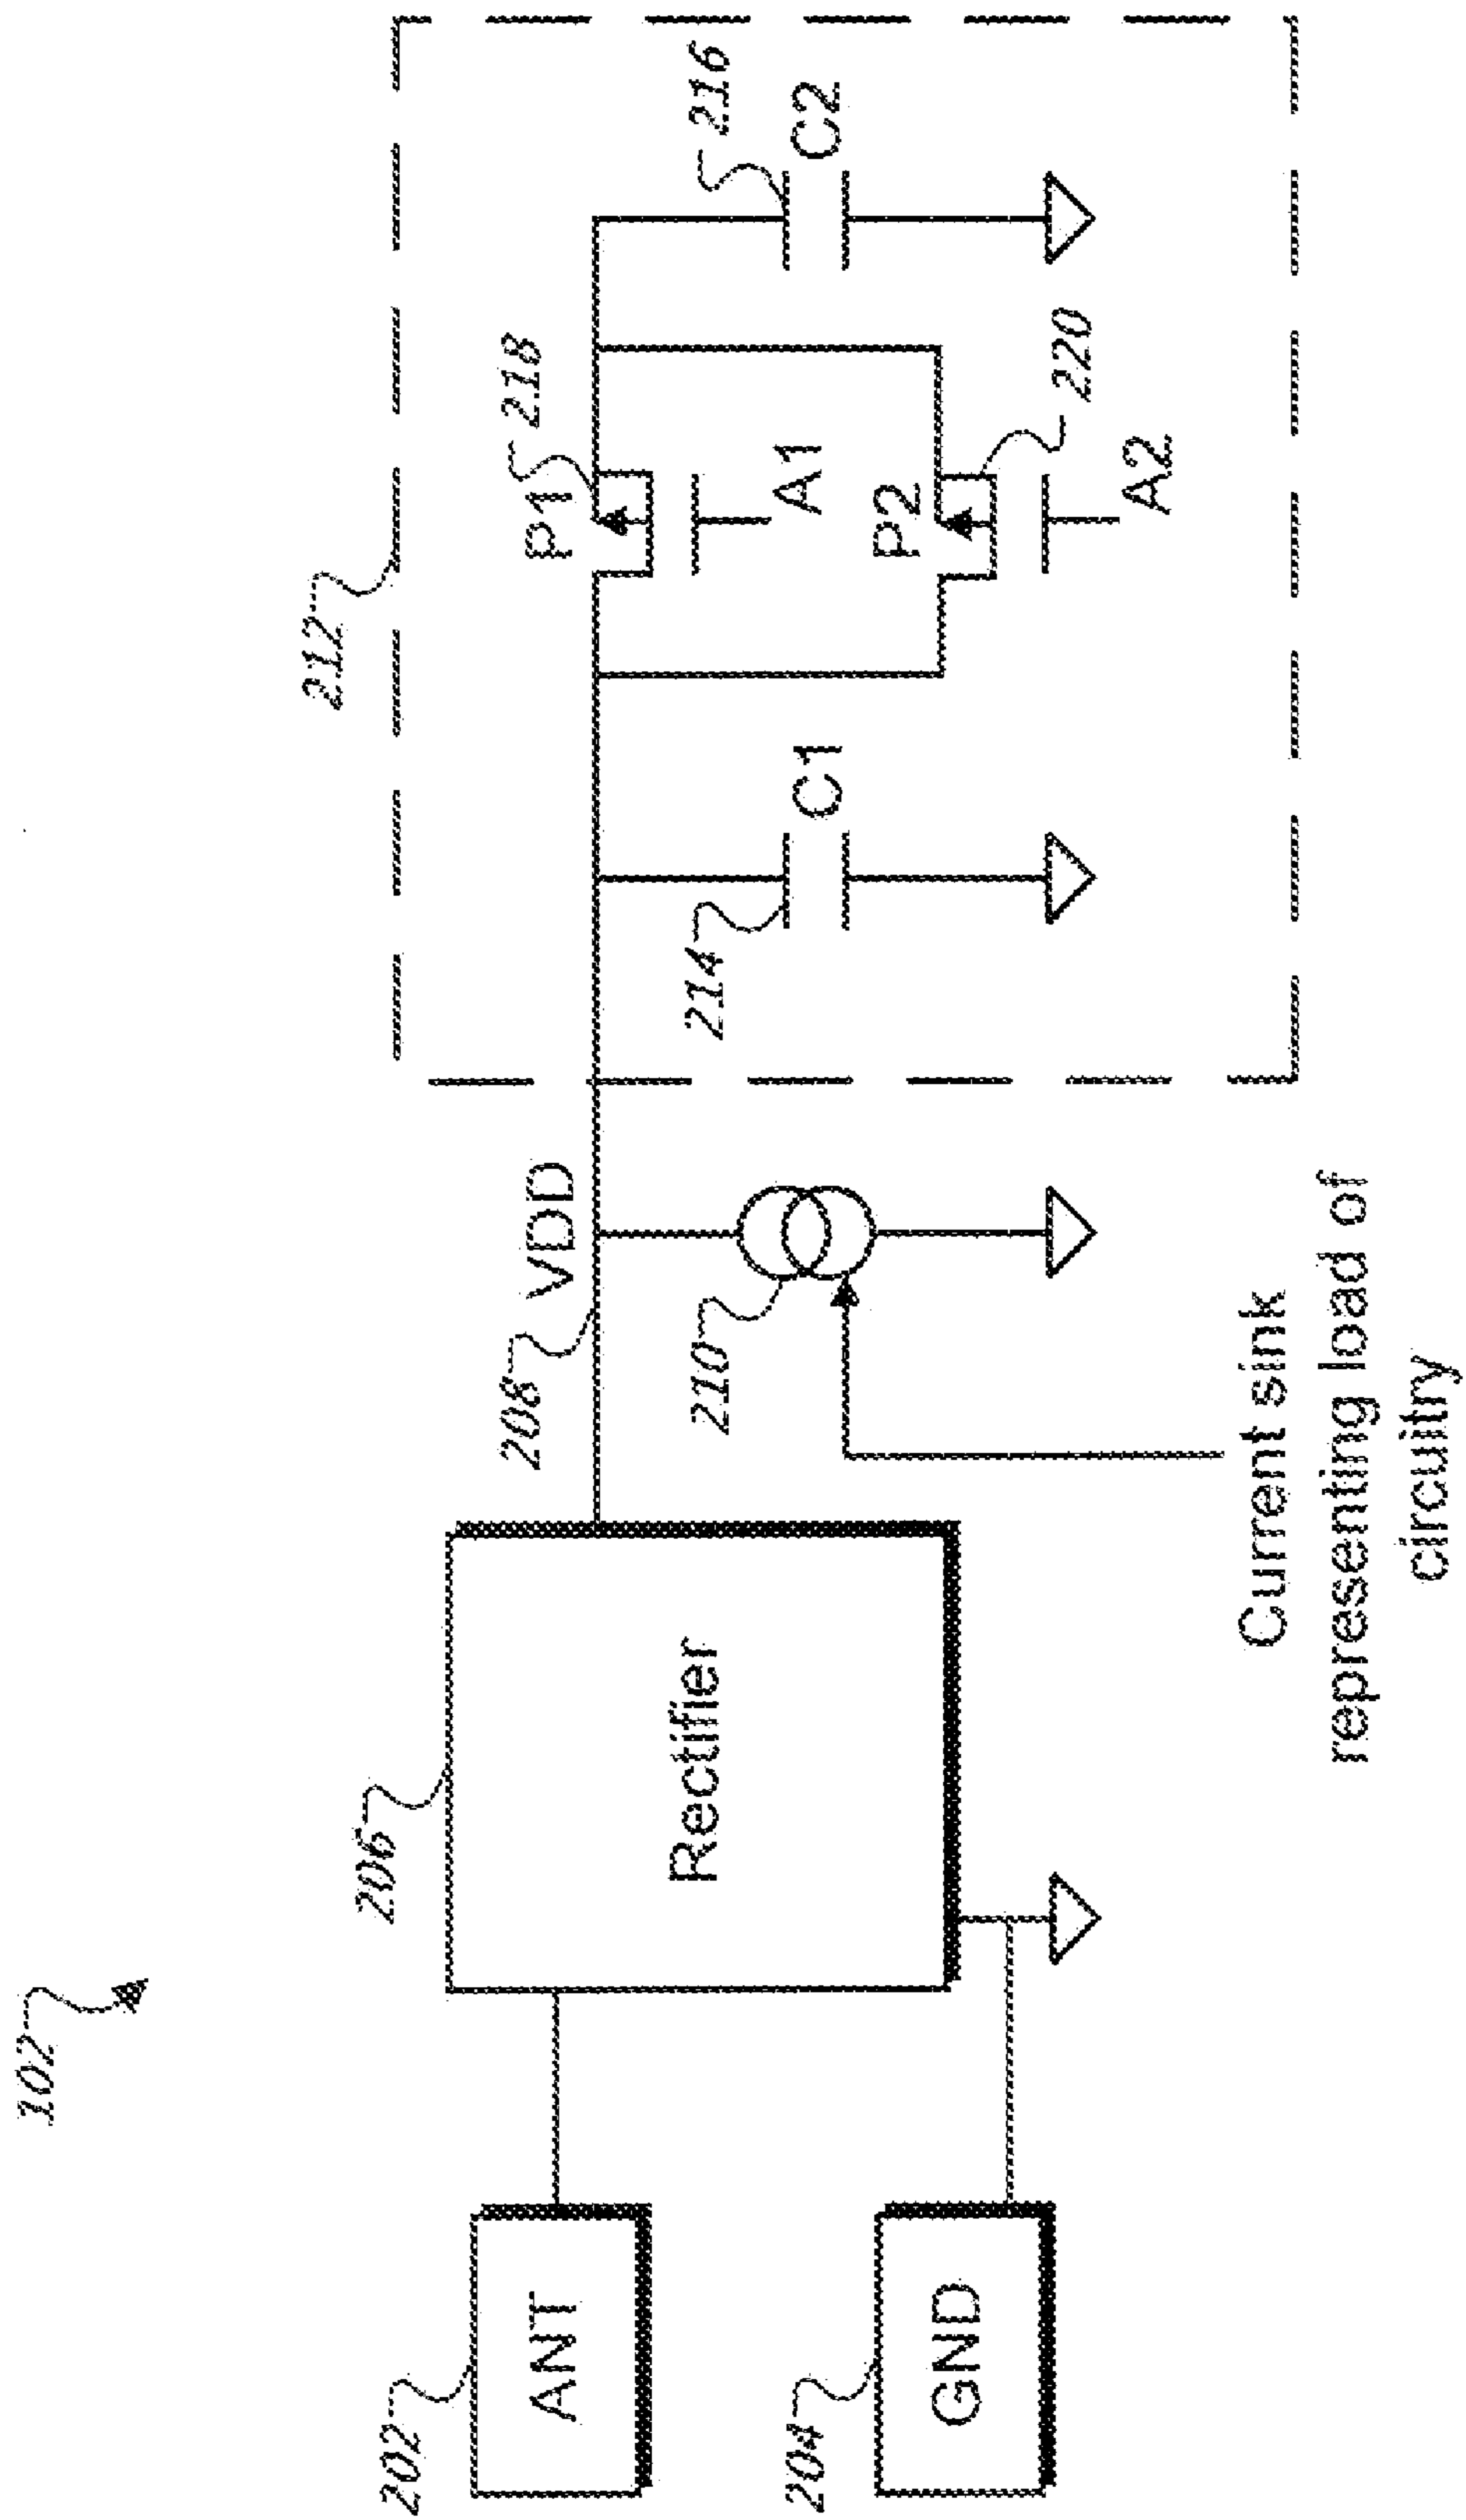 102
202
ANT
204
GND
206
Rectifier
208
VDD
210
Current sink
representing load of
circuitry
212
214
C1
P1
218
A1
P2
220
A2
216
C2